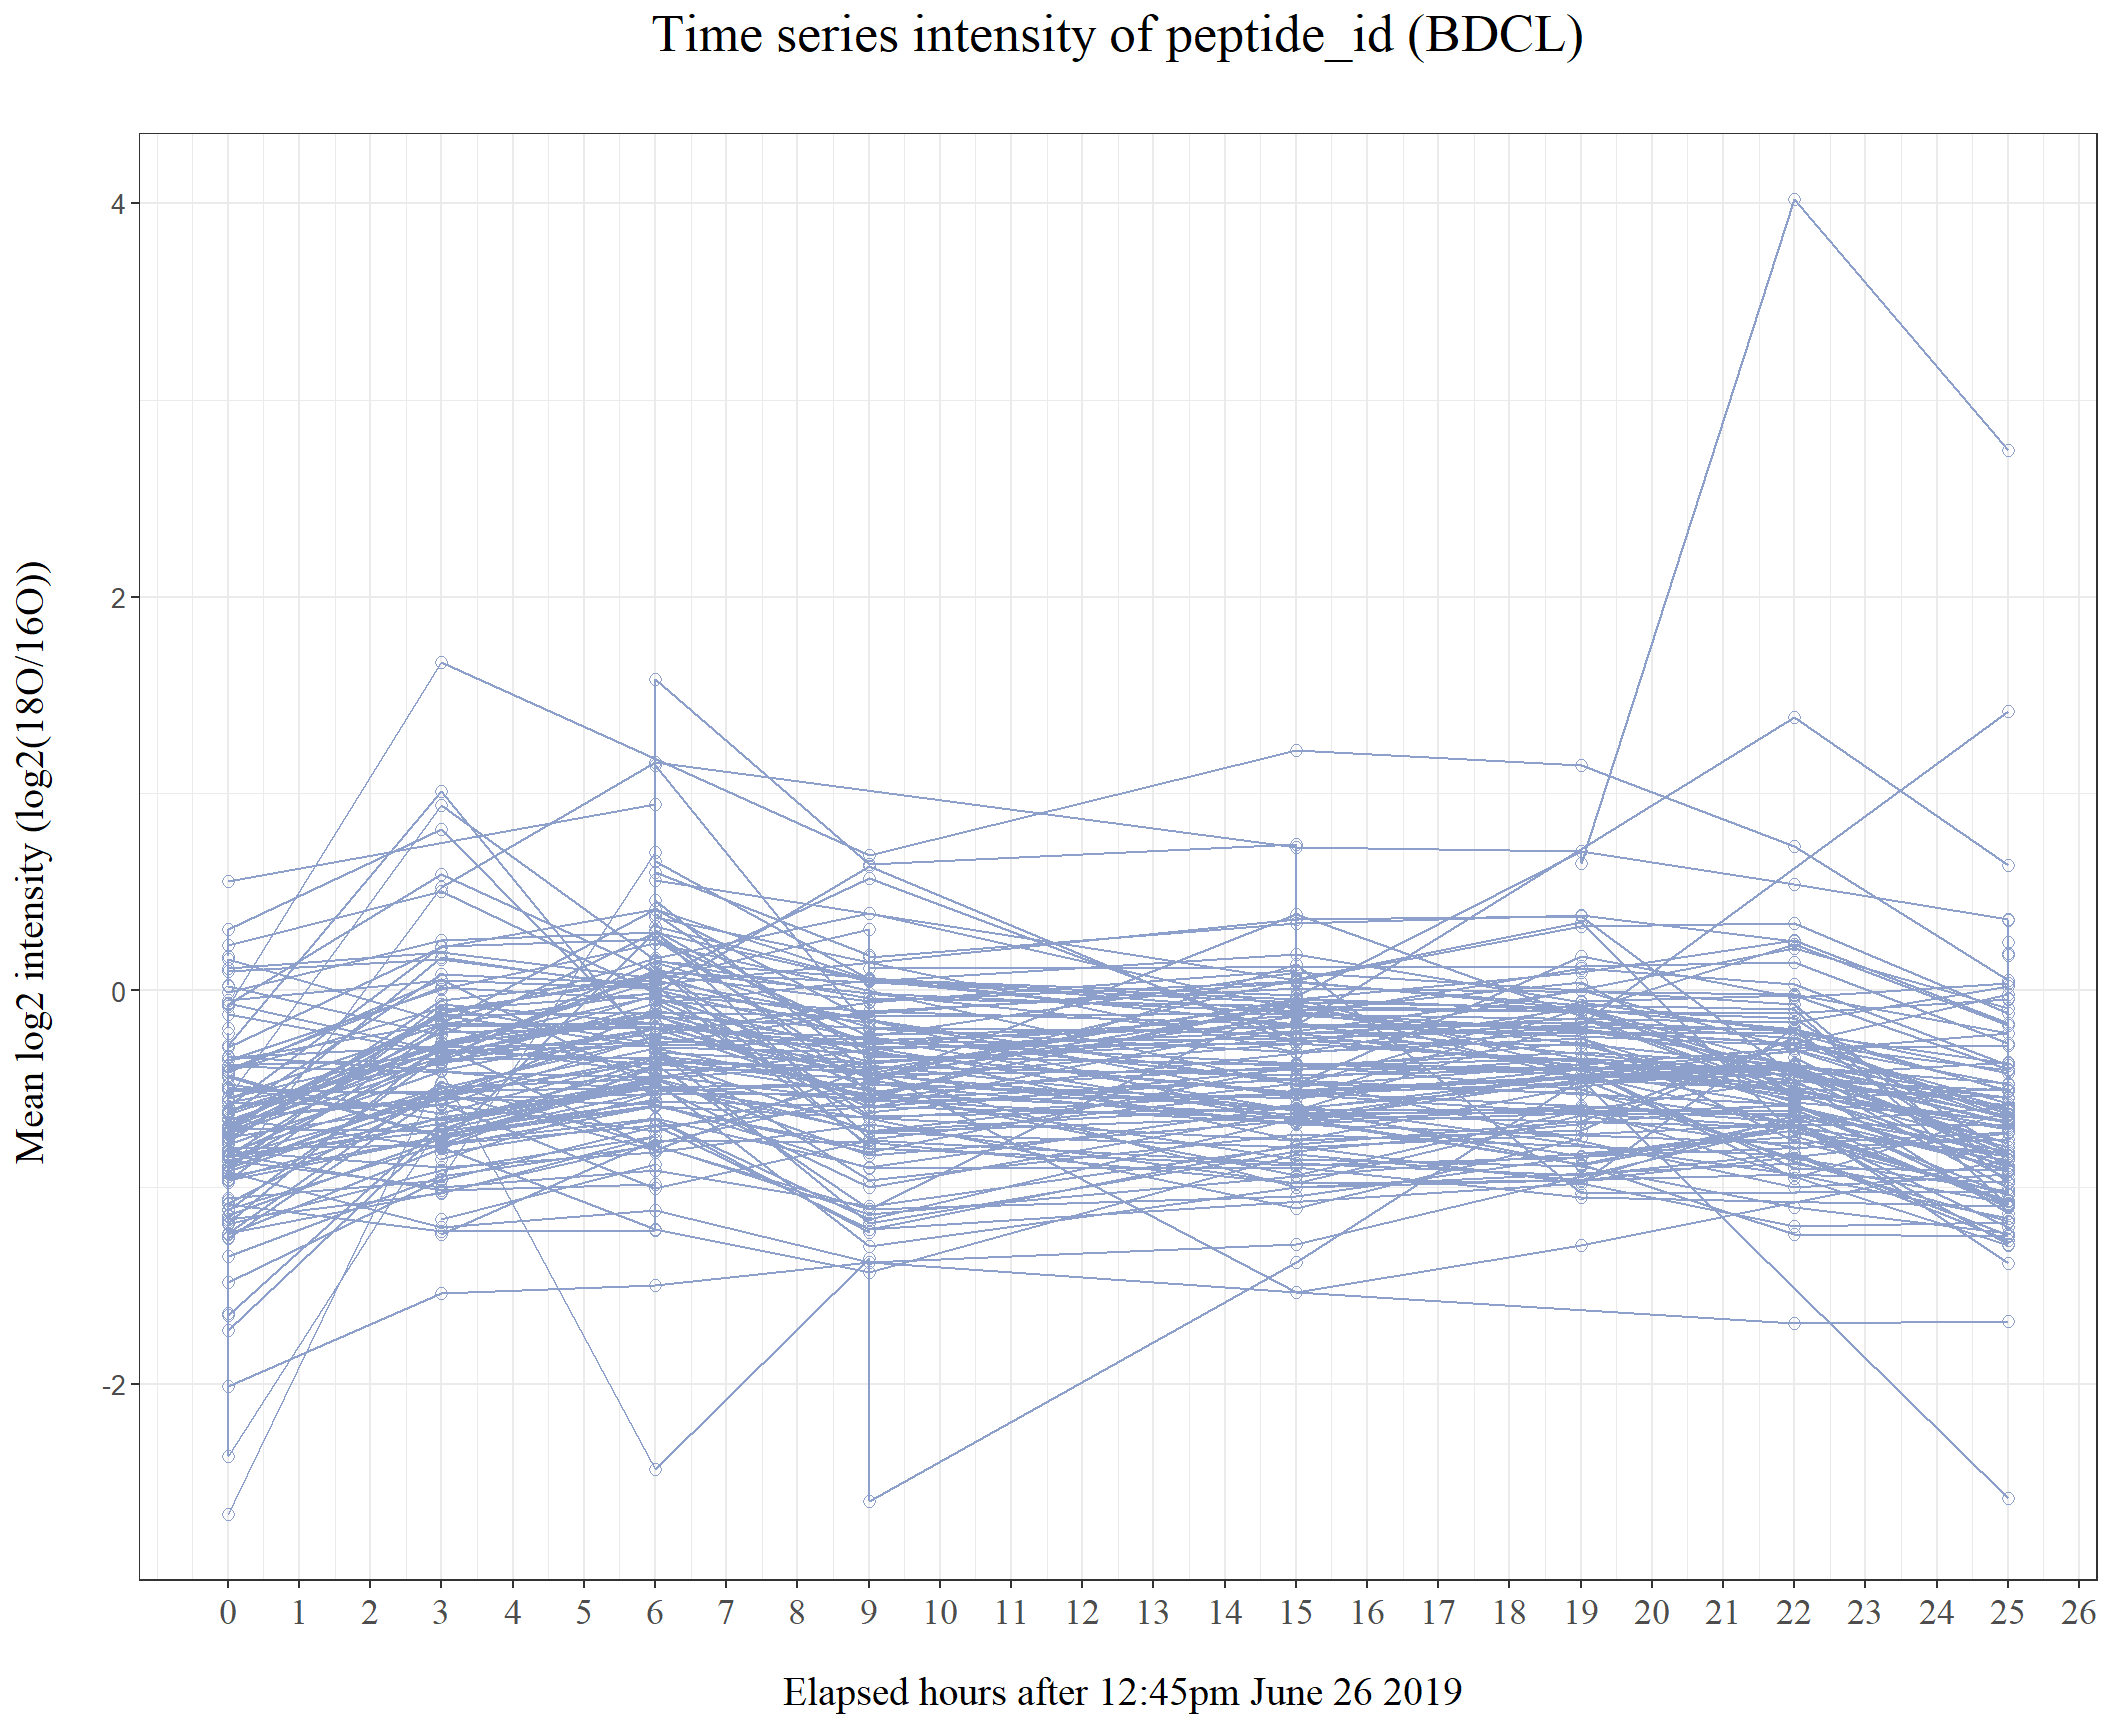 Time series intensity of peptide_id (BDCL)
Mean log2 intensity (log2(18O/16O))
4
2
0
-2
0 1 2 3 4 5 6 7 8 9 10 11 12 13 14 15 16 17 18 19 20 21 22 23 24 25 26
Elapsed hours after 12:45pm June 26 2019